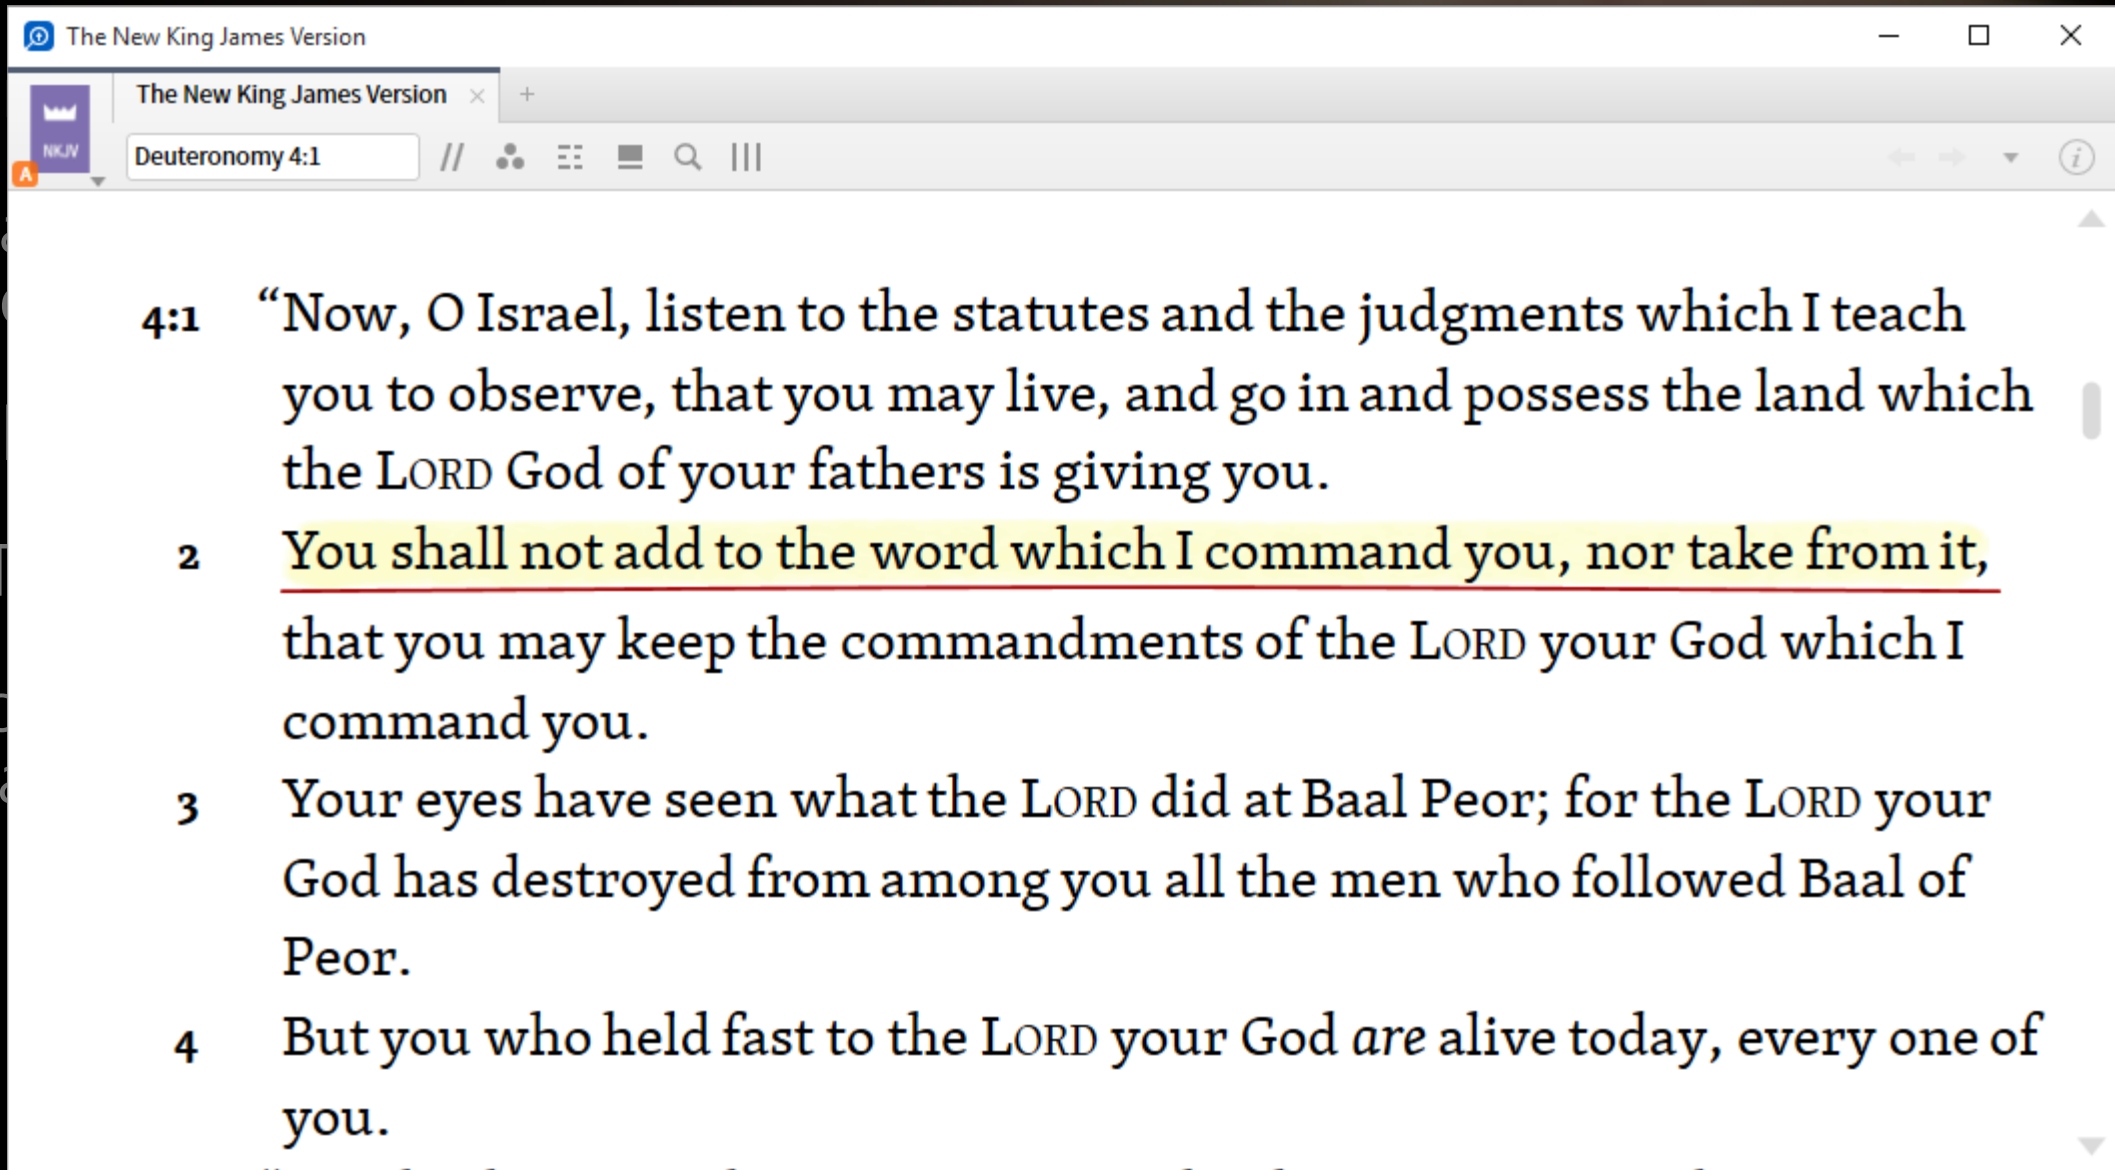 The New King James Version
The New King James Version
NKJV
A
Deuteronomy 4:1
4:1 “Now, O Israel, listen to the statutes and the judgments which I teach
you to observe, that you may live, and go in and possess the land which
the LORD God of your fathers is giving you.
2 You shall not add to the word which I command you, nor take from it,
that you may keep the commandments of the LORD your God which I
command you.
3 Your eyes have seen what the LORD did at Baal Peor; for the LORD your
God has destroyed from among you all the men who followed Baal of
Peor.
4 But you who held fast to the LORD your God are alive today, every one of
you.